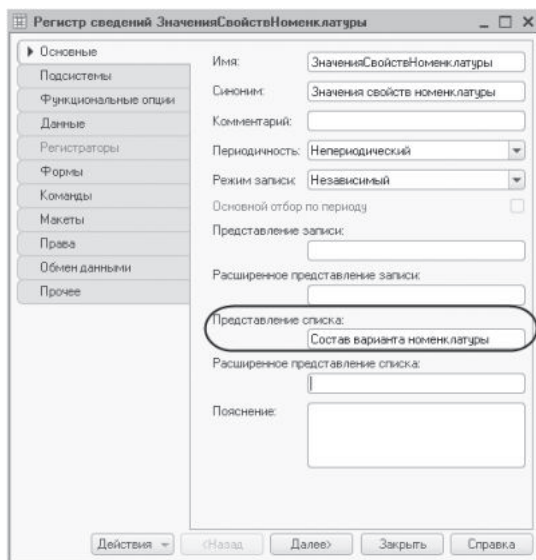 Регистр сведений ЗначенияСвойствНоменклатуры
Основные
Подсистемы
Функциональные опции
Данные
Регистраторы
Формы
Команды
Макеты
Права
Обмен данными
Прочее
Имя: ЗначенияСвойствНоменклатуры
Синоним: Значения свойств номенклатуры
Комментарий:
Периодичность: Непериодический
Режим записи: Независимый
Основной отбор по периоду
Представление записи:
Расширенное представление записи:
Представление списка:
Состав варианта номенклатуры
Расширенное представление списка:
Пояснение:
Действия <Назад Далее> Закрыть Справка